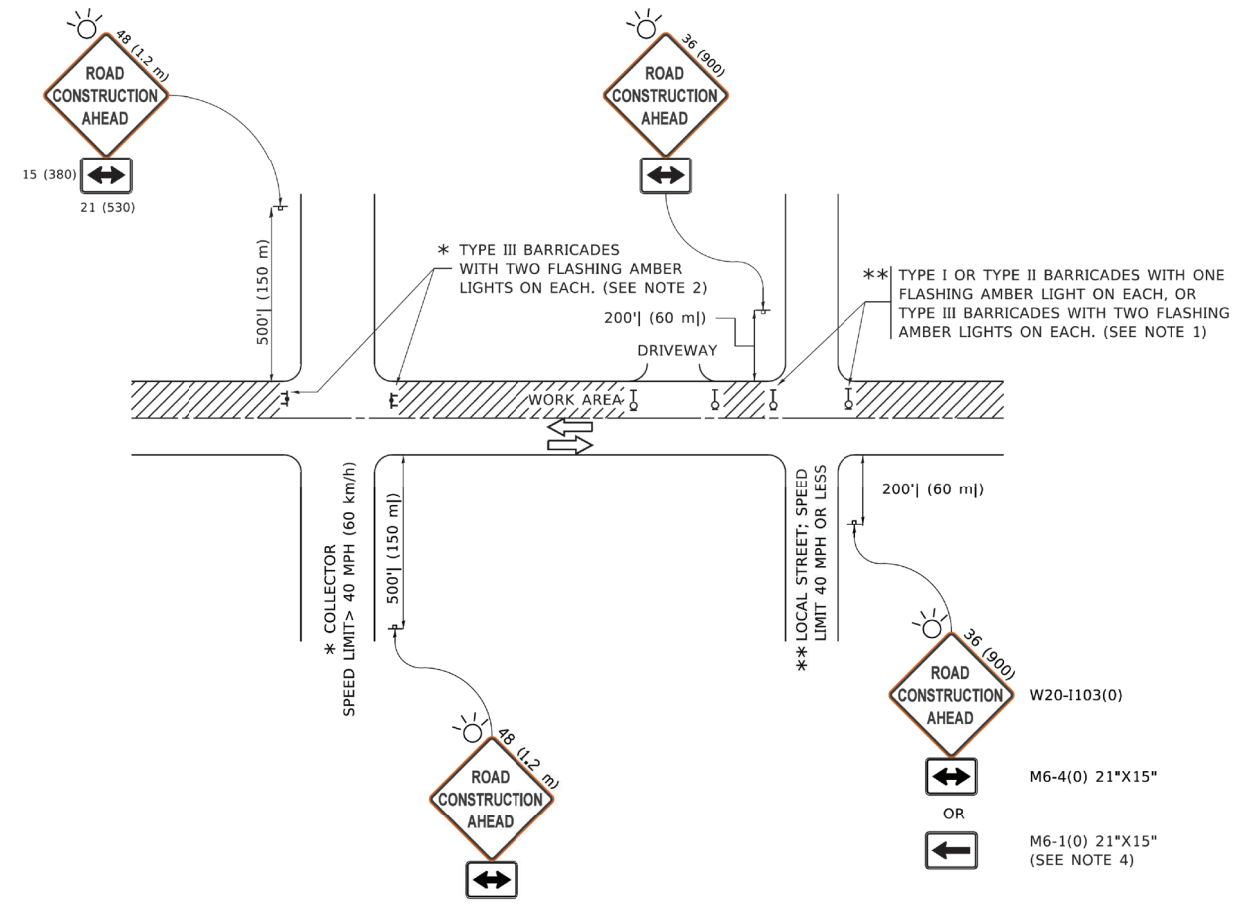 48 (1.2 m)
ROAD
CONSTRUCTION
AHEAD
15 (380)
21 (530)
36 (900)
ROAD
CONSTRUCTION
AHEAD
500'| (150 m)
* TYPE III BARRICADES
WITH TWO FLASHING AMBER
LIGHTS ON EACH. (SEE NOTE 2)
200'| (60 m|)
DRIVEWAY
** TYPE I OR TYPE II BARRICADES WITH ONE
FLASHING AMBER LIGHT ON EACH, OR
TYPE III BARRICADES WITH TWO FLASHING
AMBER LIGHTS ON EACH. (SEE NOTE 1)
WORK AREA
* COLLECTOR
SPEED LIMIT> 40 MPH (60 km/h)
500'| (150 m|)
** LOCAL STREET; SPEED
LIMIT 40 MPH OR LESS
200'| (60 m|)
48 (1.2 m)
ROAD
CONSTRUCTION
AHEAD
36 (900)
ROAD
CONSTRUCTION
AHEAD
W20-I103(0)
M6-4(0) 21"X15"
OR
M6-1(0) 21"X15"
(SEE NOTE 4)